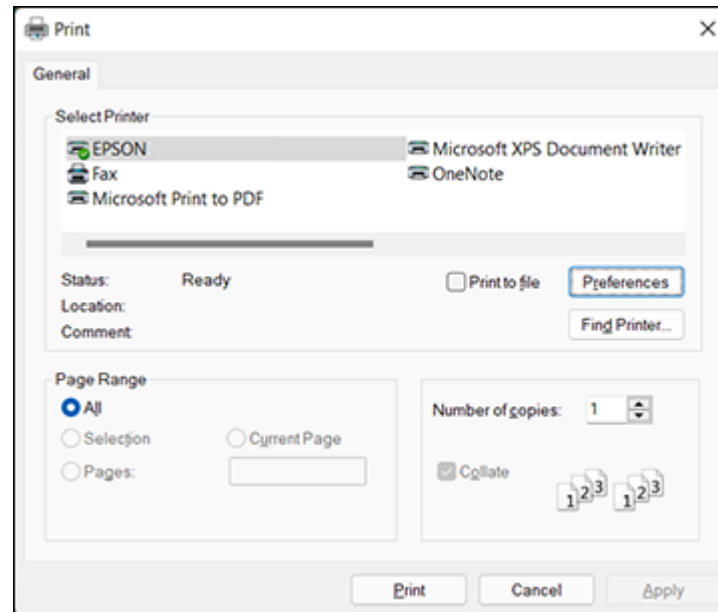 Print
General
Select Printer
EPSON
Microsoft XPS Document Writer
Fax
OneNote
Microsoft Print to PDF
Status: Ready
Print to file
Preferences
Location:
Comment:
Find Printer...
Page Range
All
Selection
Current Page
Pages:
Number of copies: 1
Collate
1 2 3 1 2 3
Print
Cancel
Apply